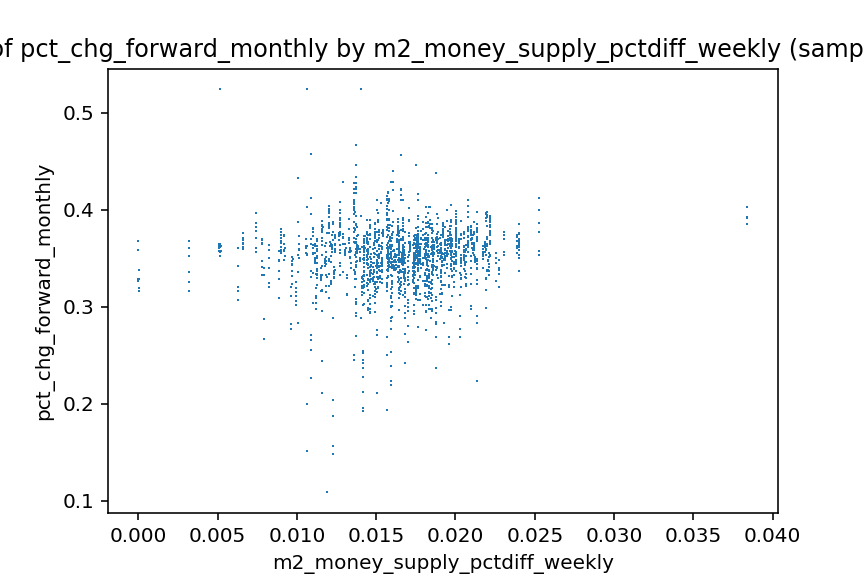 of pct_chg_forward_monthly by m2_money_supply_pctdiff_weekly (samp
0.5
0.4
0.3
0.2
0.1
pct_chg_forward_monthly
0.000 0.005 0.010 0.015 0.020 0.025 0.030 0.035 0.040
m2_money_supply_pctdiff_weekly